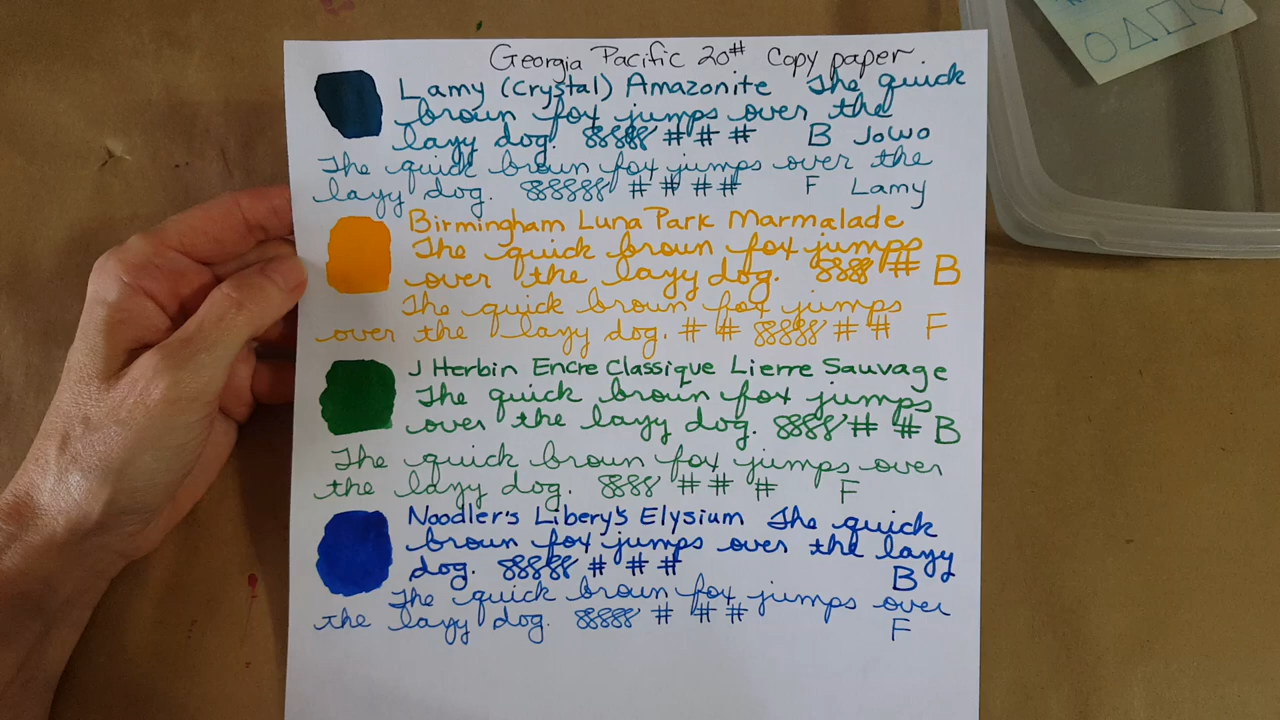 Georgia Pacific 20# Copy paper
Lamy (Crystal) Amazonite The quick
brown fox jumps over the
lazy dog. 8888 # # # B Jowo
The quick brown fox jumps over the
lazy dog. 88888 # # # # F Lamy
Birmingham Luna Park Marmalade
The quick brown fox jumps
over the lazy dog. 888 # B
The quick brown fox jumps
over the lazy dog. # # 8888 # # F
J Herbin Encre Classique Lierre Sauvage
The quick brown fox jumps
over the lazy dog. 8888 # # B
The quick brown fox jumps over
the lazy dog. 888 # # # F
Noodler's Libery's Elysium The quick
brown fox jumps over the lazy
dog. 88888 # # # B
The quick brown fox jumps over
the lazy dog. 8888 # # # F